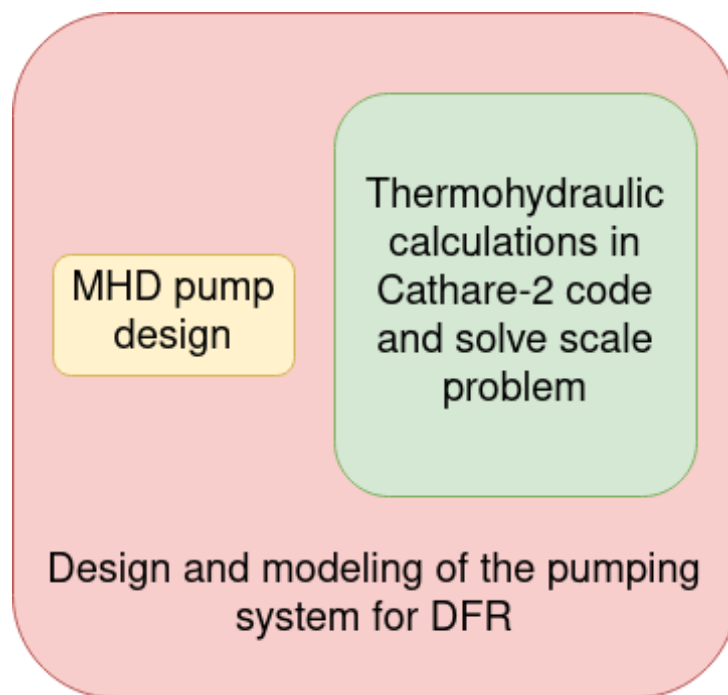 MHD pump
design
Thermohydraulic
calculations in
Cathare-2 code
and solve scale
problem
Design and modeling of the pumping
system for DFR